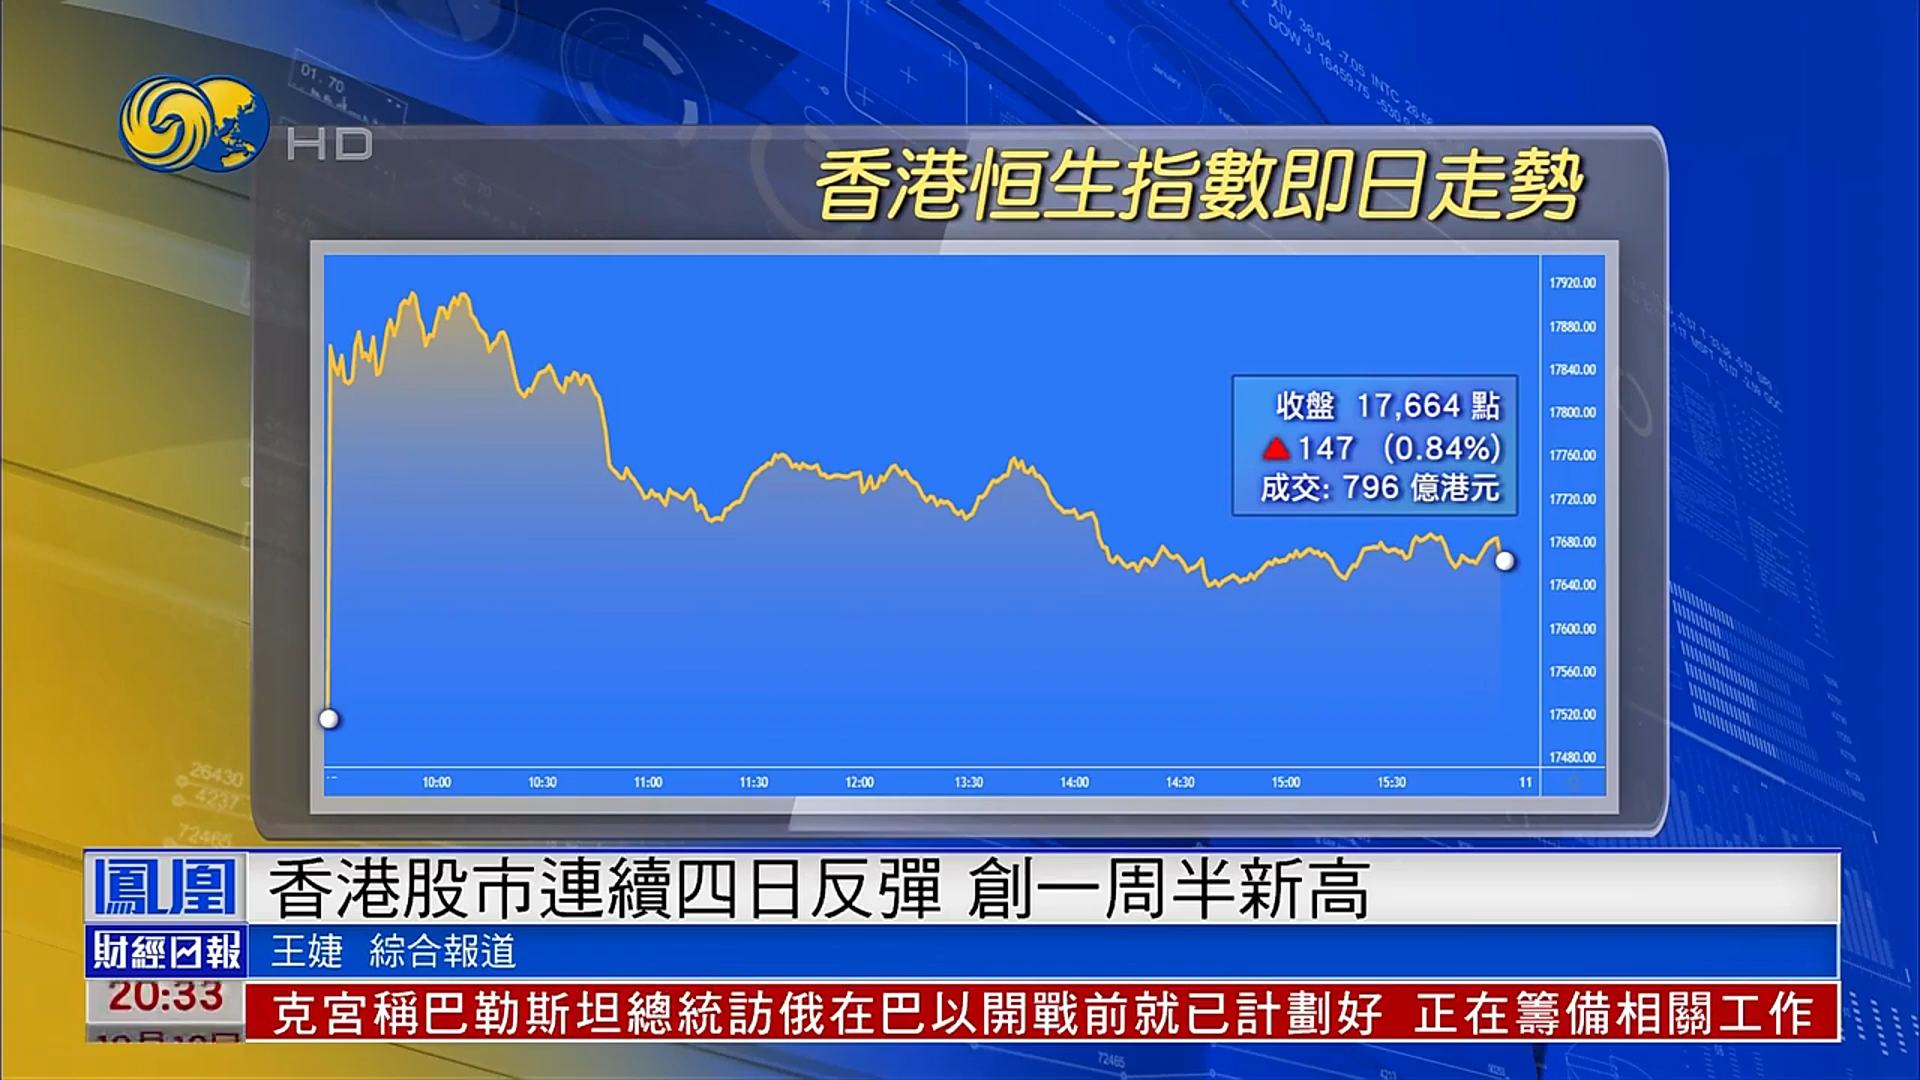 HD
香港恒生指數即日走勢
17920.00
17880.00
17840.00
17800.00
17760.00
17720.00
17680.00
17640.00
17600.00
17560.00
17520.00
17480.00
收盤 17,664 點
▲147 (0.84%)
成交: 796 億港元
10:00 10:30 11:00 11:30 12:00 13:30 14:00 14:30 15:00 15:30 11
鳳凰 香港股市連續四日反彈 創一周半新高
財經日報 王婕 綜合報道
20:33
克宮稱巴勒斯坦總統訪俄在巴以開戰前就已計劃好 正在籌備相關工作
01.70
26430
4237
72465